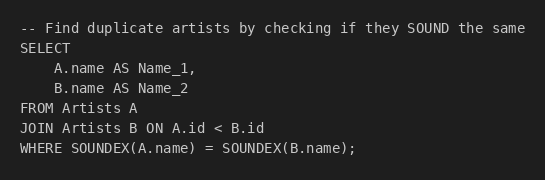 -- Find duplicate artists by checking if they SOUND the same
SELECT
    A.name AS Name_1,
    B.name AS Name_2
FROM Artists A
JOIN Artists B ON A.id < B.id
WHERE SOUNDEX(A.name) = SOUNDEX(B.name);